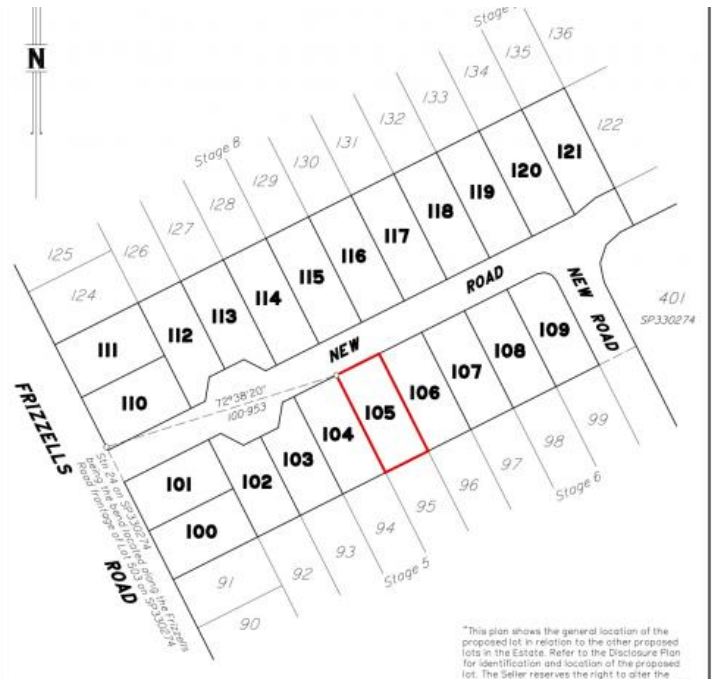 N
Stage
136
135
134
133
132
131
130
129
128
127
126
125
124
122
Stage 8
121
120
119
118
117
116
115
114
113
112
111
110
NEW
ROAD
NEW
ROAD
401
SP330274
72°38'20"
100·953
109
108
107
106
105
104
103
102
101
100
FRIZZELLS
ROAD
Stn 24 on SP330274
being the bend located along the Frizzells
Road frontage of Lot 503 on SP330274
99
98
97
96
95
94
93
92
91
90
Stage 6
Stage 5
"This plan shows the general location of the
proposed lot in relation to the other proposed
lots in the Estate. Refer to the Disclosure Plan
for identification and location of the proposed
lot. The Seller reserves the right to alter the